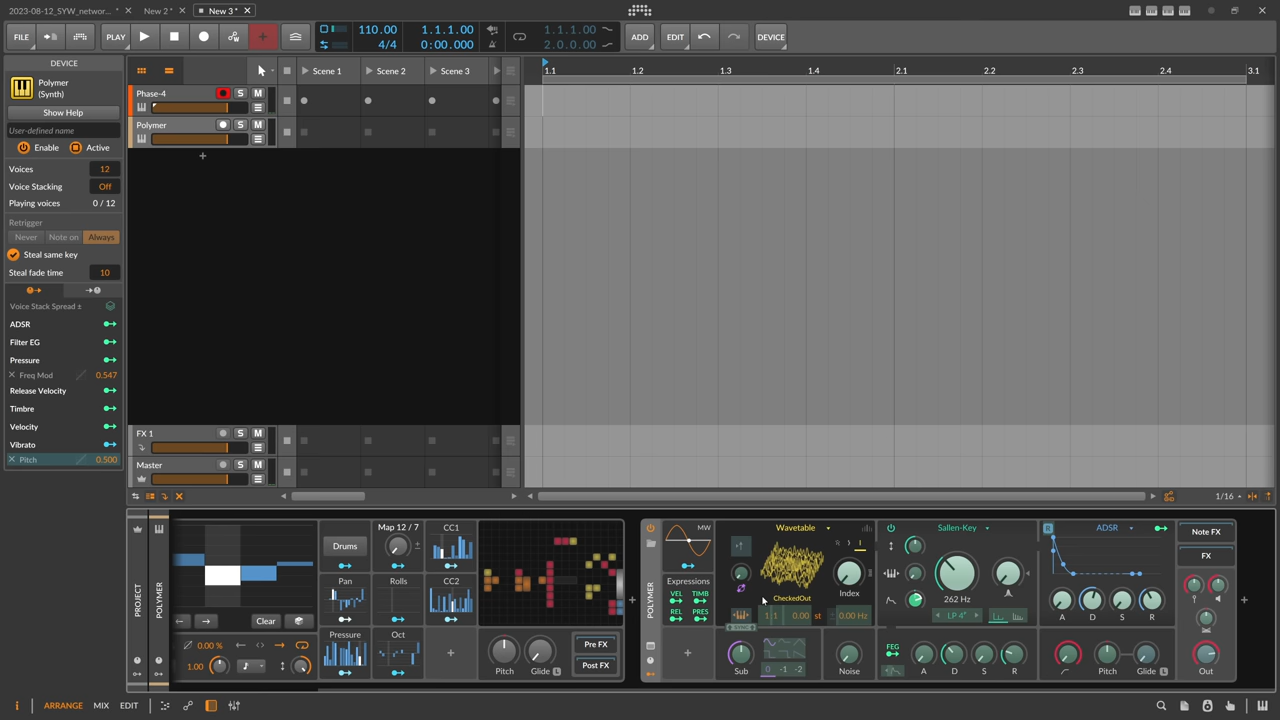 2023-08-12_SYW_networ... * New 2 * New 3 *
FILE PLAY 110.00 4/4 1.1.1.00 0:00.000 1.1.1.00 2.0.0.00 ADD EDIT DEVICE
DEVICE
Polymer
(Synth)
Show Help
User-defined name
Enable Active
Voices 12
Voice Stacking Off
Playing voices 0 / 12
Retrigger
Never Note on Always
Steal same key
Steal fade time 10
Voice Stack Spread ±
ADSR
Filter EG
Pressure
Freq Mod 0.547
Release Velocity
Timbre
Velocity
Vibrato
Pitch 0.500
Scene 1 Scene 2 Scene 3
1.1 1.2 1.3 1.4 2.1 2.2 2.3 2.4 3.1
Phase-4 S M
Polymer S M
FX 1 S M
Master S M
1/16
PROJECT
POLYMER
Clear
0.00 %
1.00
Drums Map 12 / 7 CC1
Pan Rolls CC2
Pressure Oct
Pitch Glide L
Pre FX
Post FX
POLYMER
MW
Expressions
VEL TIMB
REL PRES
Wavetable
Index
CheckedOut
1:1 0.00 st 0.00 Hz
SYNC
Sub 0 -1 -2 Noise
Sallen-Key
262 Hz
LP 4*
FEG
A D S R
R ADSR
A D S R
Pitch Glide L
Note FX
FX
Out
ARRANGE MIX EDIT